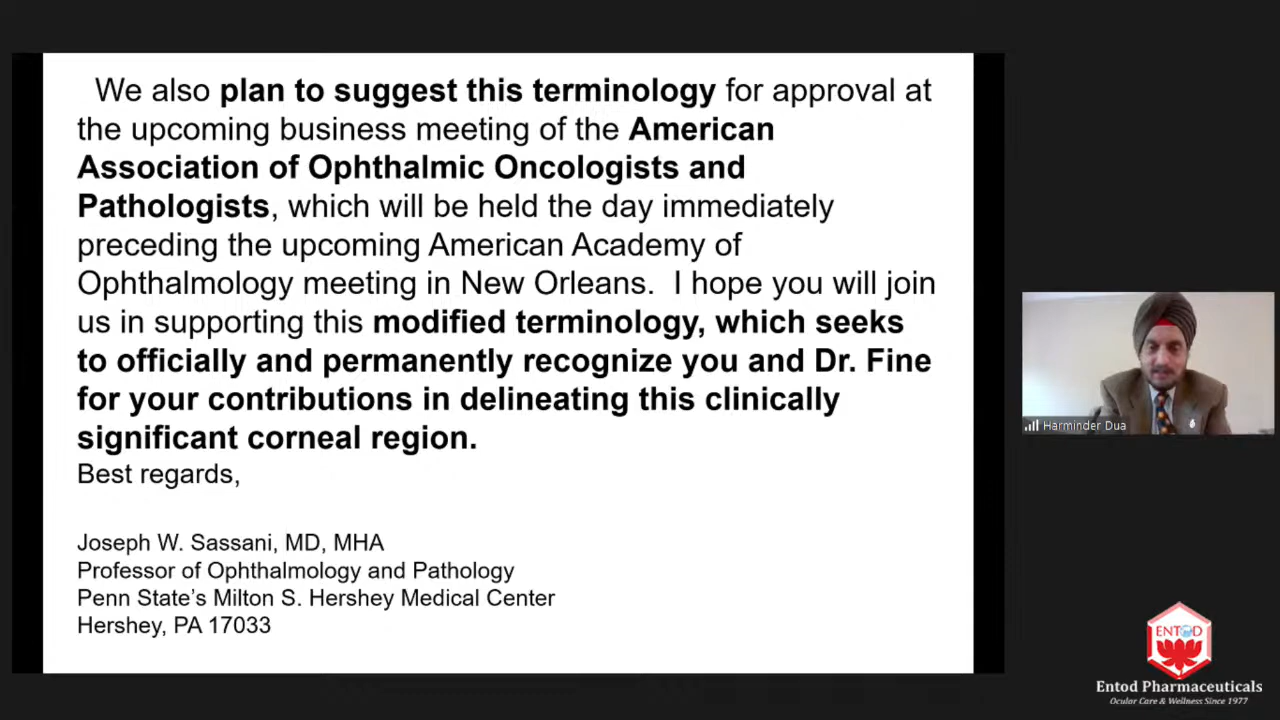 We also plan to suggest this terminology for approval at
the upcoming business meeting of the American
Association of Ophthalmic Oncologists and
Pathologists, which will be held the day immediately
preceding the upcoming American Academy of
Ophthalmology meeting in New Orleans.  I hope you will join
us in supporting this modified terminology, which seeks
to officially and permanently recognize you and Dr. Fine
for your contributions in delineating this clinically
significant corneal region.
Best regards,
Joseph W. Sassani, MD, MHA
Professor of Ophthalmology and Pathology
Penn State's Milton S. Hershey Medical Center
Hershey, PA 17033
Harminder Dua
ENTOD
Entod Pharmaceuticals
Ocular Care & Wellness Since 1977